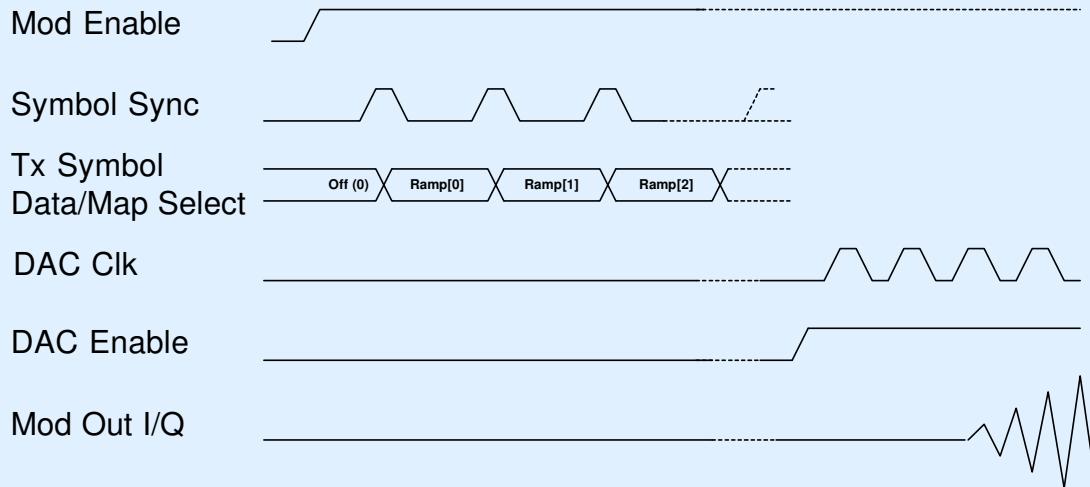 Mod Enable
Symbol Sync
Tx Symbol
Data/Map Select
Off (0) Ramp[0] Ramp[1] Ramp[2]
DAC Clk
DAC Enable
Mod Out I/Q